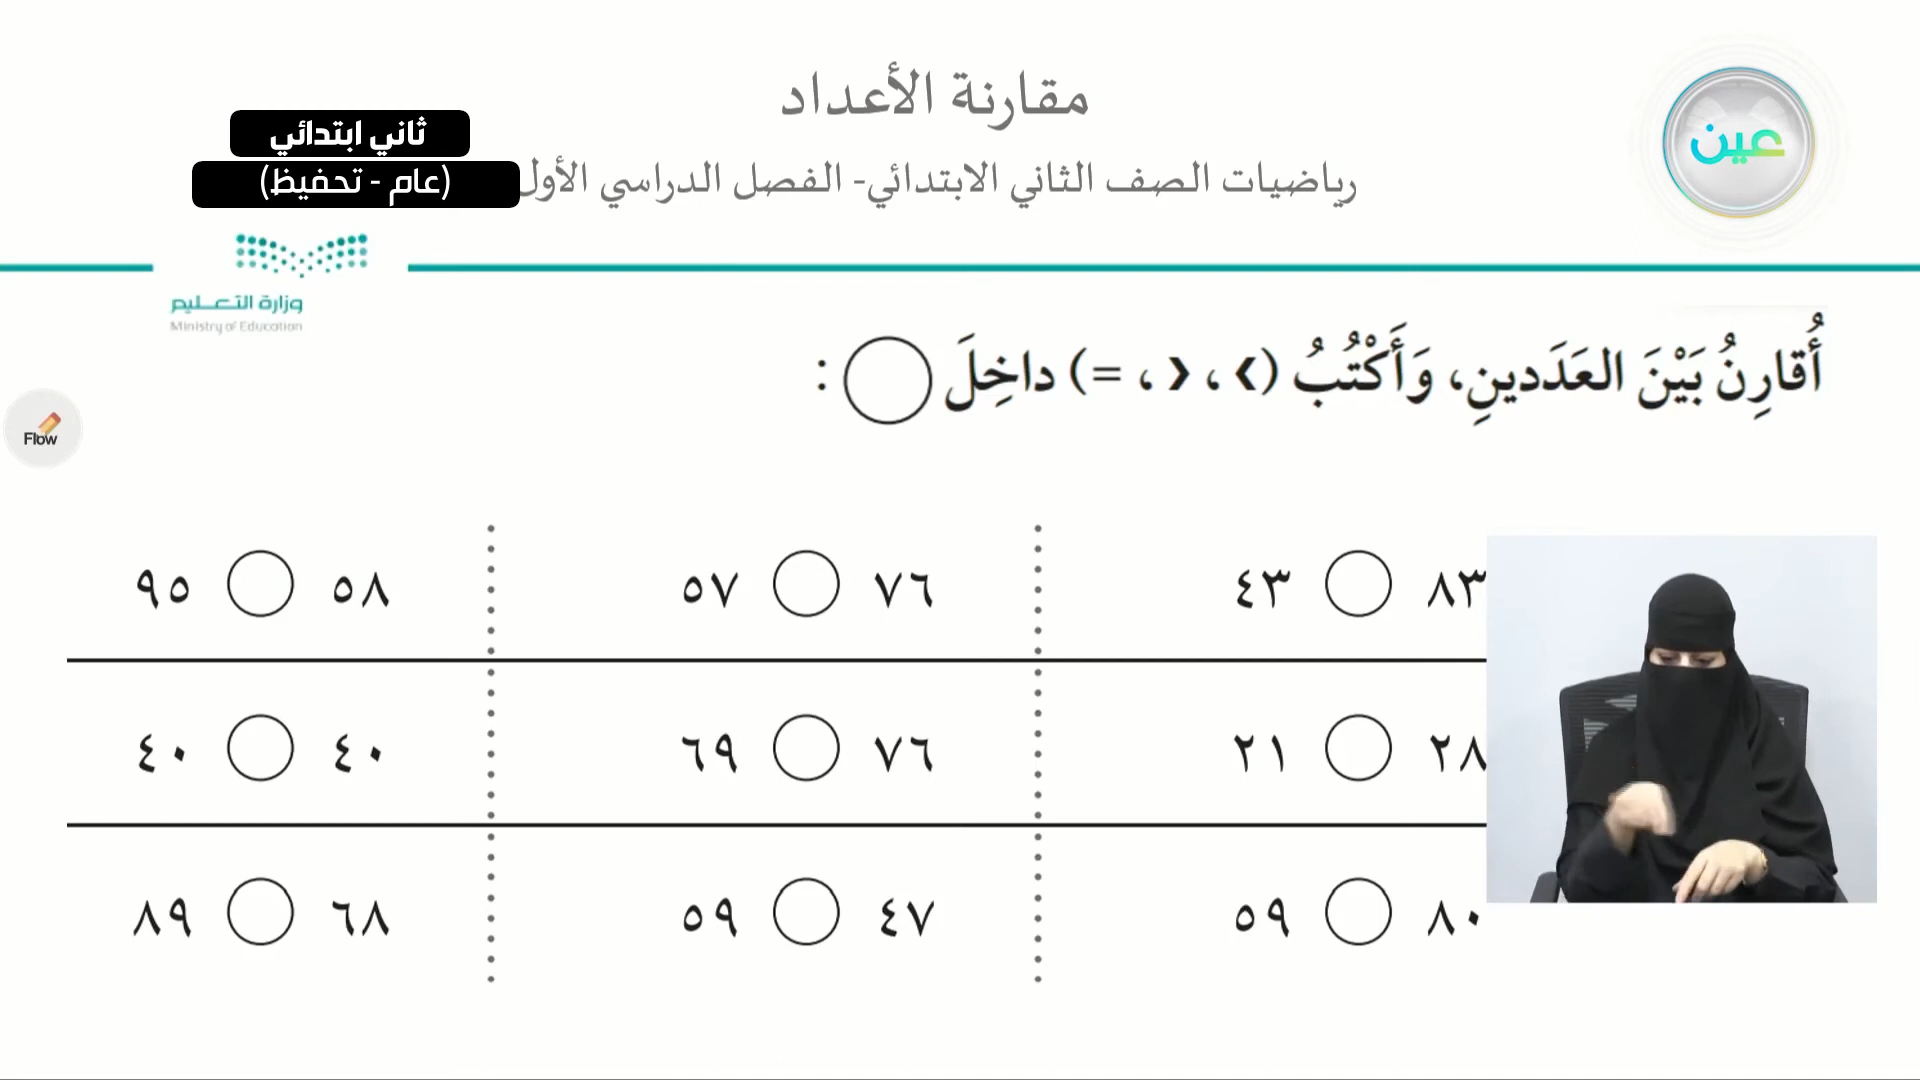 مقارنة الأعداد
رياضيات الصف الثاني الابتدائي- الفصل الدراسي الأول
ثاني ابتدائي
(عام - تحفيظ)
عين
وزارة التعـــليم
Ministry of Education
Flow
أُقارِنُ بَيْنَ العَدَدينِ، وَأَكْتُبُ (❯ ، ❮ ، =) داخِلَ ◯ :
٨٣ ◯ ٤٣
٧٦ ◯ ٥٧
٥٨ ◯ ٩٥
٢٨ ◯ ٢١
٧٦ ◯ ٦٩
٤٠ ◯ ٤٠
٨٠ ◯ ٥٩
٤٧ ◯ ٥٩
٦٨ ◯ ٨٩